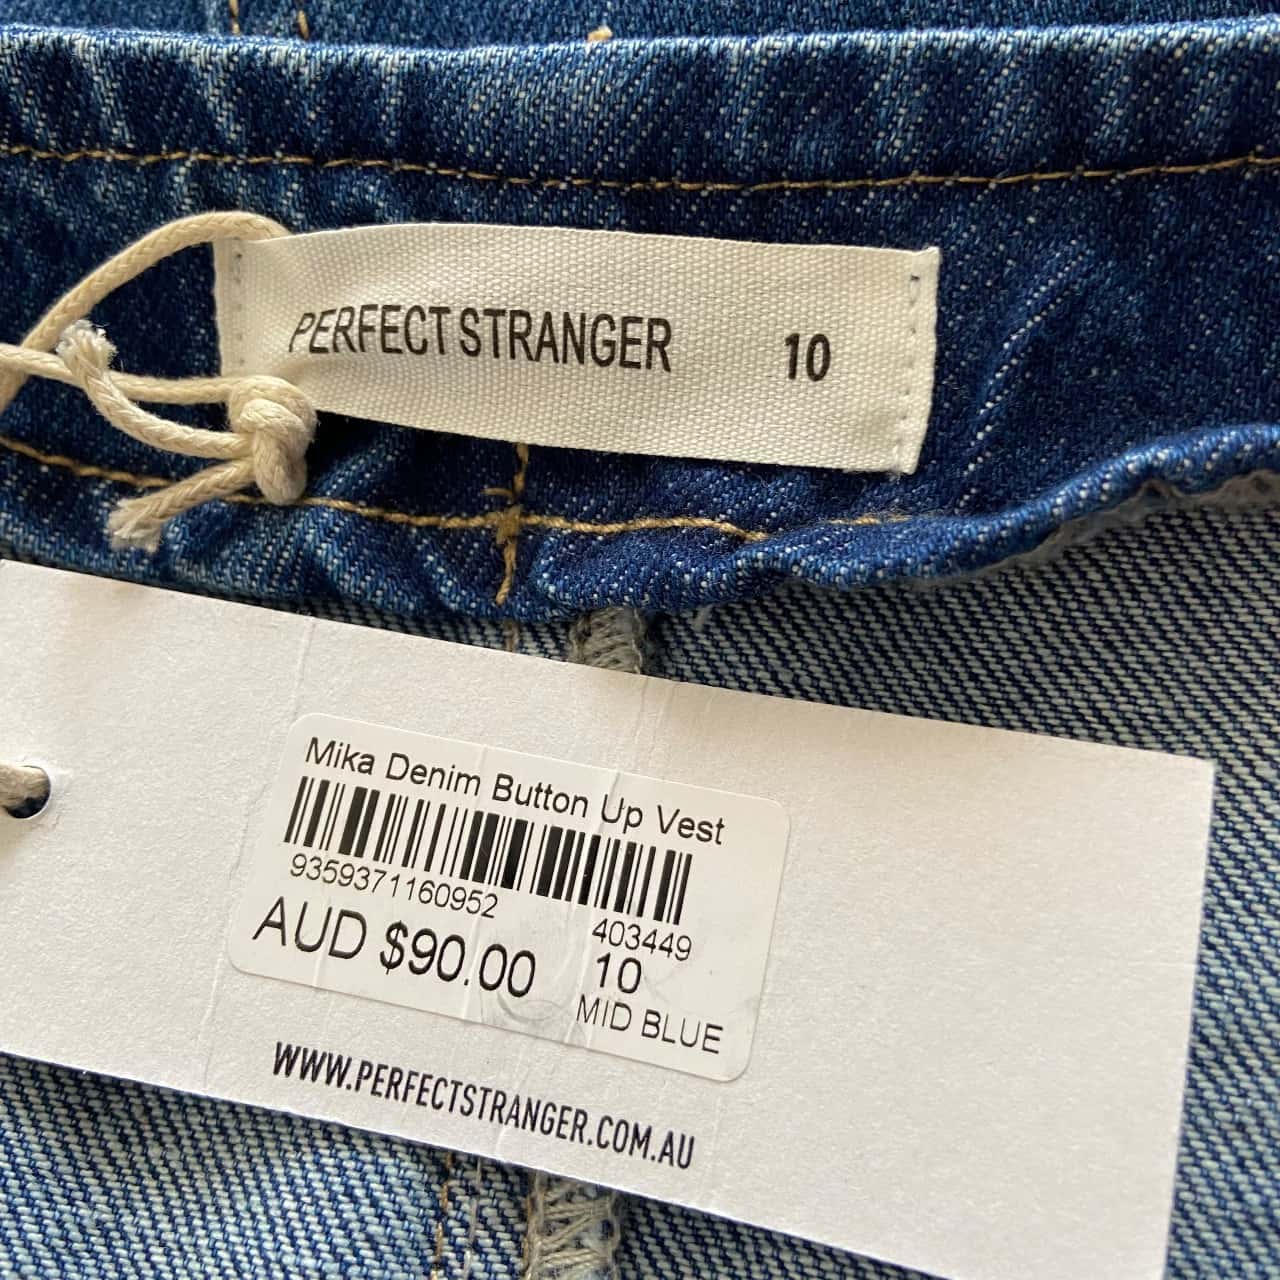 PERFECT STRANGER 10
Mika Denim Button Up Vest
9359371160952
403449
AUD $90.00
10
MID BLUE
WWW.PERFECTSTRANGER.COM.AU